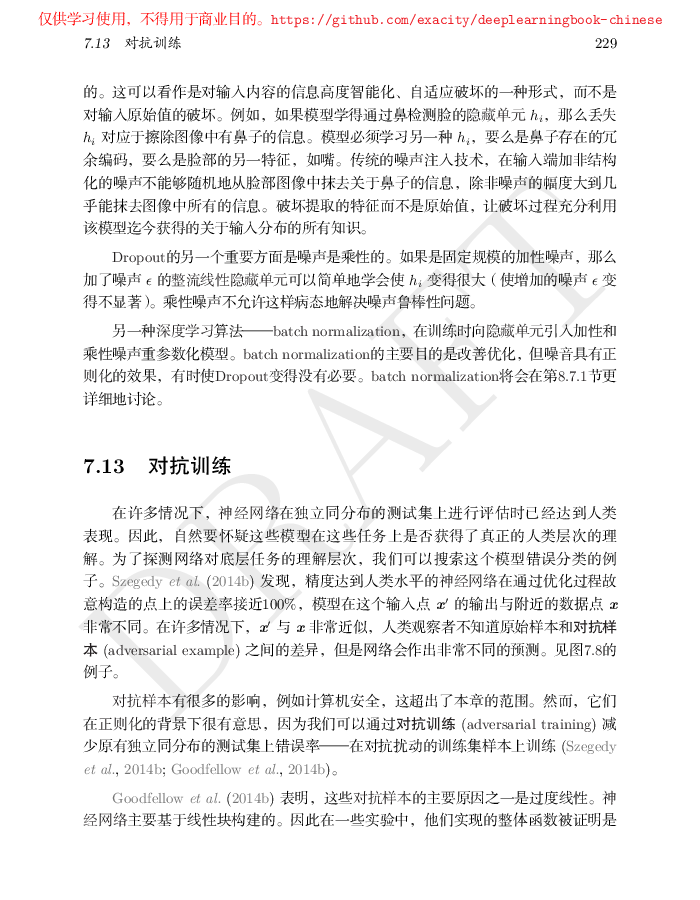 仅供学习使用，不得用于商业目的。https://github.com/exacity/deeplearningbook-chinese
7.13 对抗训练 229
的。这可以看作是对输入内容的信息高度智能化、自适应破坏的一种形式，而不是
对输入原始值的破坏。例如，如果模型学得通过鼻检测脸的隐藏单元 hᵢ，那么丢失
hᵢ 对应于擦除图像中有鼻子的信息。模型必须学习另一种 hᵢ，要么是鼻子存在的冗
余编码，要么是脸部的另一特征，如嘴。传统的噪声注入技术，在输入端加非结构
化的噪声不能够随机地从脸部图像中抹去关于鼻子的信息，除非噪声的幅度大到几
乎能抹去图像中所有的信息。破坏提取的特征而不是原始值，让破坏过程充分利用
该模型迄今获得的关于输入分布的所有知识。
Dropout的另一个重要方面是噪声是乘性的。如果是固定规模的加性噪声，那么
加了噪声 ϵ 的整流线性隐藏单元可以简单地学会使 hᵢ 变得很大（使增加的噪声 ϵ 变
得不显著）。乘性噪声不允许这样病态地解决噪声鲁棒性问题。
另一种深度学习算法——batch normalization，在训练时向隐藏单元引入加性和
乘性噪声重参数化模型。batch normalization的主要目的是改善优化，但噪音具有正
则化的效果，有时使Dropout变得没有必要。batch normalization将会在第8.7.1节更
详细地讨论。
7.13 对抗训练
在许多情况下，神经网络在独立同分布的测试集上进行评估时已经达到人类
表现。因此，自然要怀疑这些模型在这些任务上是否获得了真正的人类层次的理
解。为了探测网络对底层任务的理解层次，我们可以搜索这个模型错误分类的例
子。Szegedy et al. (2014b) 发现，精度达到人类水平的神经网络在通过优化过程故
意构造的点上的误差率接近100%，模型在这个输入点 x′ 的输出与附近的数据点 x
非常不同。在许多情况下，x′ 与 x 非常近似，人类观察者不知道原始样本和对抗样
本 (adversarial example) 之间的差异，但是网络会作出非常不同的预测。见图7.8的
例子。
对抗样本有很多的影响，例如计算机安全，这超出了本章的范围。然而，它们
在正则化的背景下很有意思，因为我们可以通过对抗训练 (adversarial training) 减
少原有独立同分布的测试集上错误率——在对抗扰动的训练集样本上训练 (Szegedy
et al., 2014b; Goodfellow et al., 2014b)。
Goodfellow et al. (2014b) 表明，这些对抗样本的主要原因之一是过度线性。神
经网络主要基于线性块构建的。因此在一些实验中，他们实现的整体函数被证明是
DRAFT